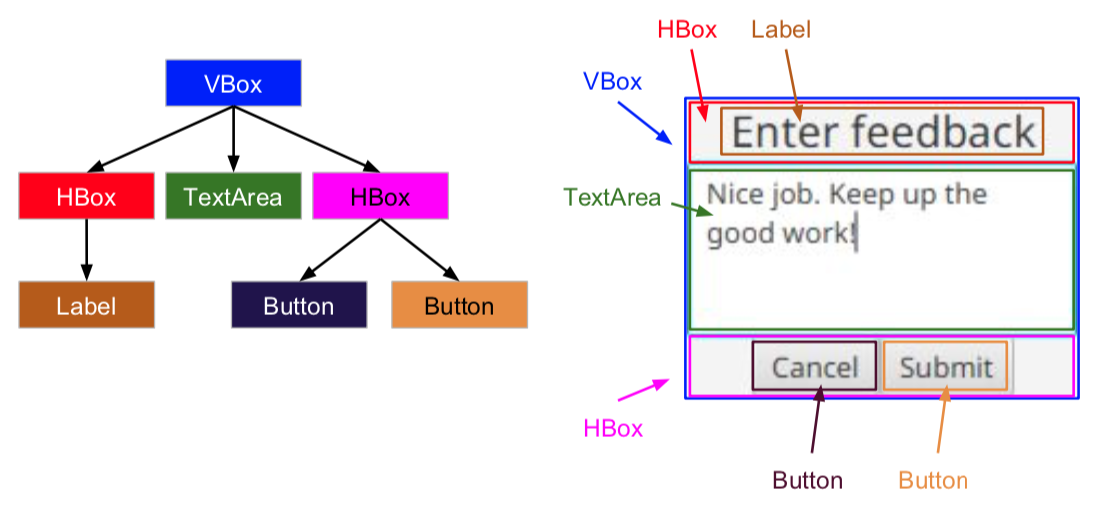 VBox
HBox
TextArea
HBox
Label
Button
Button
HBox
Label
VBox
Enter feedback
TextArea
Nice job. Keep up the
good work!
Cancel
Submit
HBox
Button
Button